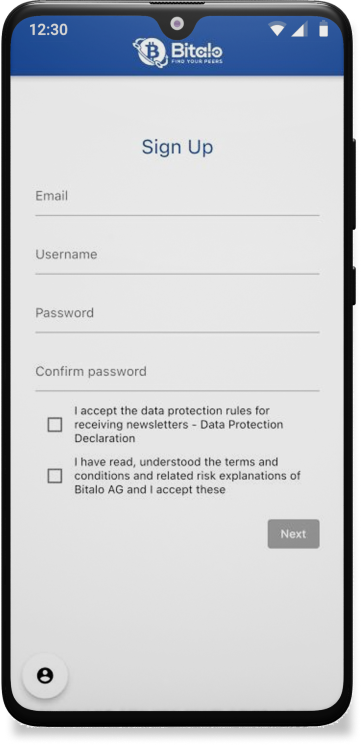 12:30
Bitalo
FIND YOUR PEERS
Sign Up
Email
Username
Password
Confirm password
I accept the data protection rules for
receiving newsletters - Data Protection
Declaration
I have read, understood the terms and
conditions and related risk explanations of
Bitalo AG and I accept these
Next